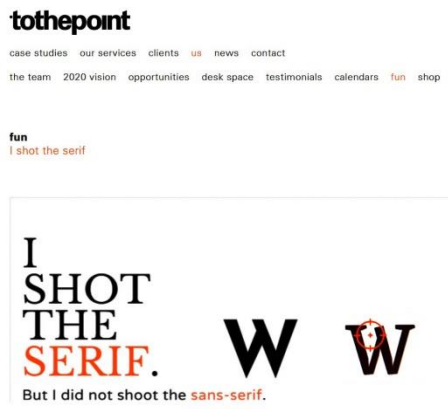 tothepoint
case studies our services clients us news contact
the team 2020 vision opportunities desk space testimonials calendars fun shop
fun
I shot the serif
I
SHOT
THE
SERIF.
W W
But I did not shoot the sans-serif.